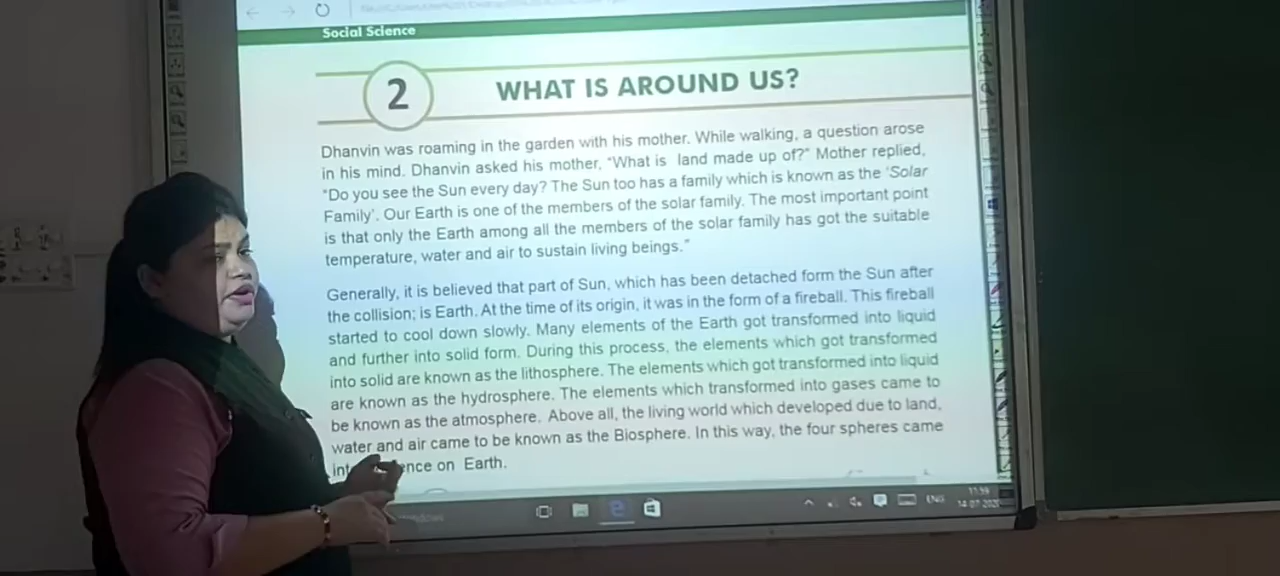 Social Science
2
WHAT IS AROUND US?
Dhanvin was roaming in the garden with his mother. While walking, a question arose
in his mind. Dhanvin asked his mother, "What is land made up of?" Mother replied,
"Do you see the Sun every day? The Sun too has a family which is known as the 'Solar
Family'. Our Earth is one of the members of the solar family. The most important point
is that only the Earth among all the members of the solar family has got the suitable
temperature, water and air to sustain living beings."
Generally, it is believed that part of Sun, which has been detached form the Sun after
the collision; is Earth. At the time of its origin, it was in the form of a fireball. This fireball
started to cool down slowly. Many elements of the Earth got transformed into liquid
and further into solid form. During this process, the elements which got transformed
into solid are known as the lithosphere. The elements which got transformed into liquid
are known as the hydrosphere. The elements which transformed into gases came to
be known as the atmosphere. Above all, the living world which developed due to land,
water and air came to be known as the Biosphere. In this way, the four spheres came
on Earth.
ENG
11:59